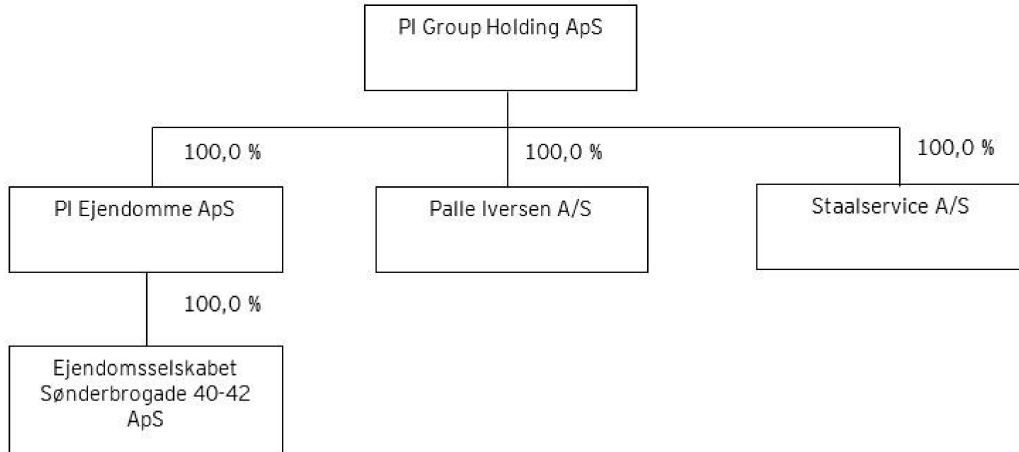 PI Group Holding ApS
100,0 %
100,0 %
100,0 %
PI Ejendomme ApS
Palle Iversen A/S
Staalservice A/S
100,0 %
Ejendomsselskabet
Sønderbrogade 40-42
ApS